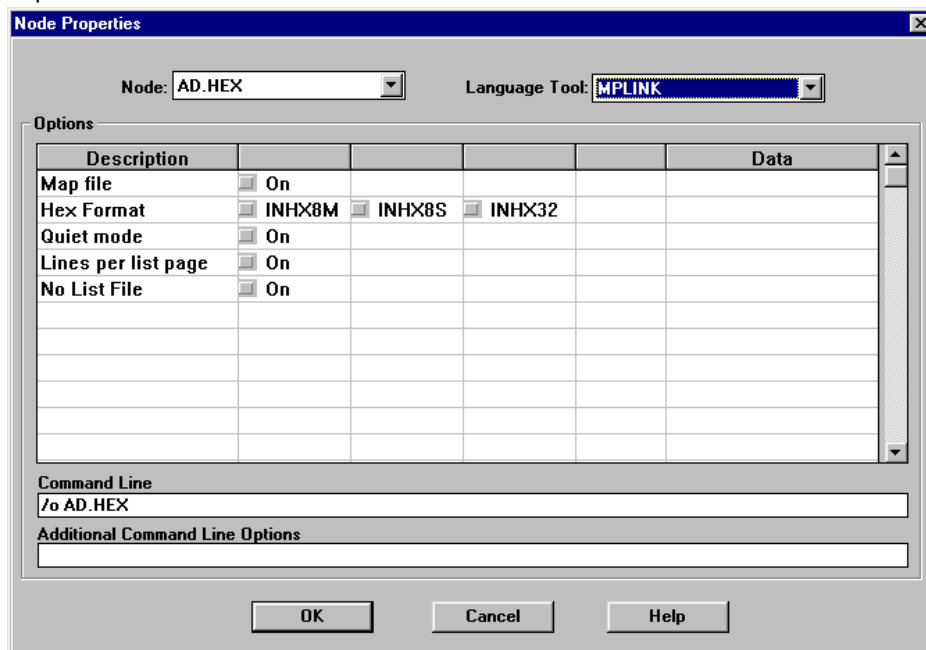 Node Properties
Node: AD.HEX Language Tool: MPLINK
Options
Description Data
Map file On
Hex Format INHX8M INHX8S INHX32
Quiet mode On
Lines per list page On
No List File On
Command Line
/o AD.HEX
Additional Command Line Options
OK Cancel Help